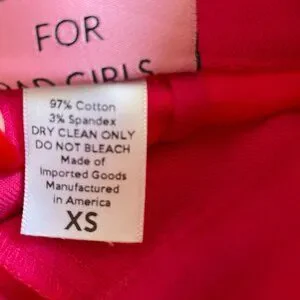 FOR
GIRLS
97% Cotton
3% Spandex
DRY CLEAN ONLY
DO NOT BLEACH
Made of
Imported Goods
Manufactured
in America
XS